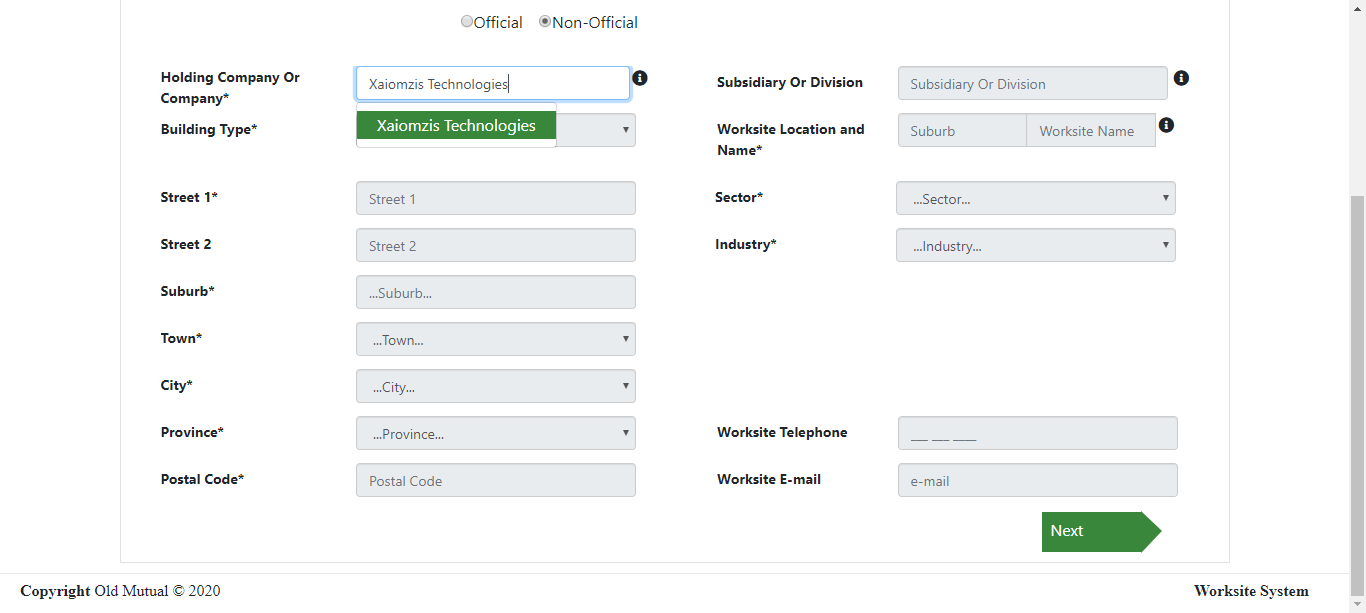 Official Non-Official
Holding Company Or
Company*
Xaiomzis Technologies
Subsidiary Or Division
Subsidiary Or Division
Xaiomzis Technologies
Building Type*
Worksite Location and
Name*
Suburb
Worksite Name
Street 1*
Street 1
Sector*
...Sector...
Street 2
Street 2
Industry*
...Industry...
Suburb*
...Suburb...
Town*
...Town...
City*
...City...
Province*
...Province...
Worksite Telephone
___ ___ ____
Postal Code*
Postal Code
Worksite E-mail
e-mail
Next
Copyright Old Mutual © 2020
Worksite System